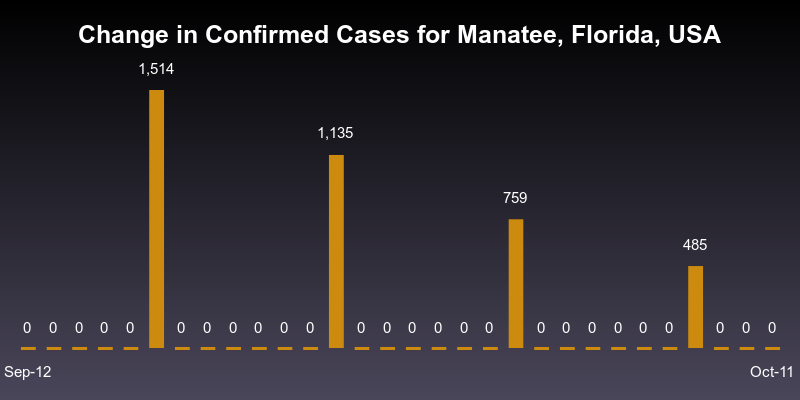 Change in Confirmed Cases for Manatee, Florida, USA
1,514
1,135
759
485
0 0 0 0 0 0 0 0 0 0 0 0 0 0 0 0 0 0 0 0 0 0 0 0 0 0
Sep-12 Oct-11